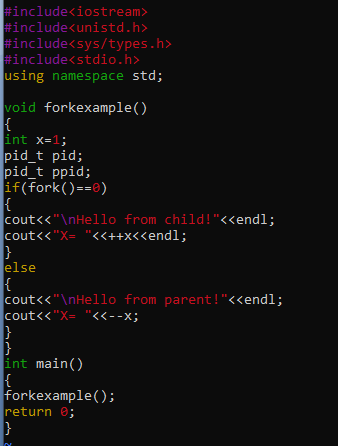 #include<iostream>
#include<unistd.h>
#include<sys/types.h>
#include<stdio.h>
using namespace std;

void forkexample()
{
int x=1;
pid_t pid;
pid_t ppid;
if(fork()==0)
{
cout<<"\nHello from child!"<<endl;
cout<<"X= "<<++x<<endl;
}
else
{
cout<<"\nHello from parent!"<<endl;
cout<<"X= "<<--x;
}
}
int main()
{
forkexample();
return 0;
}
~